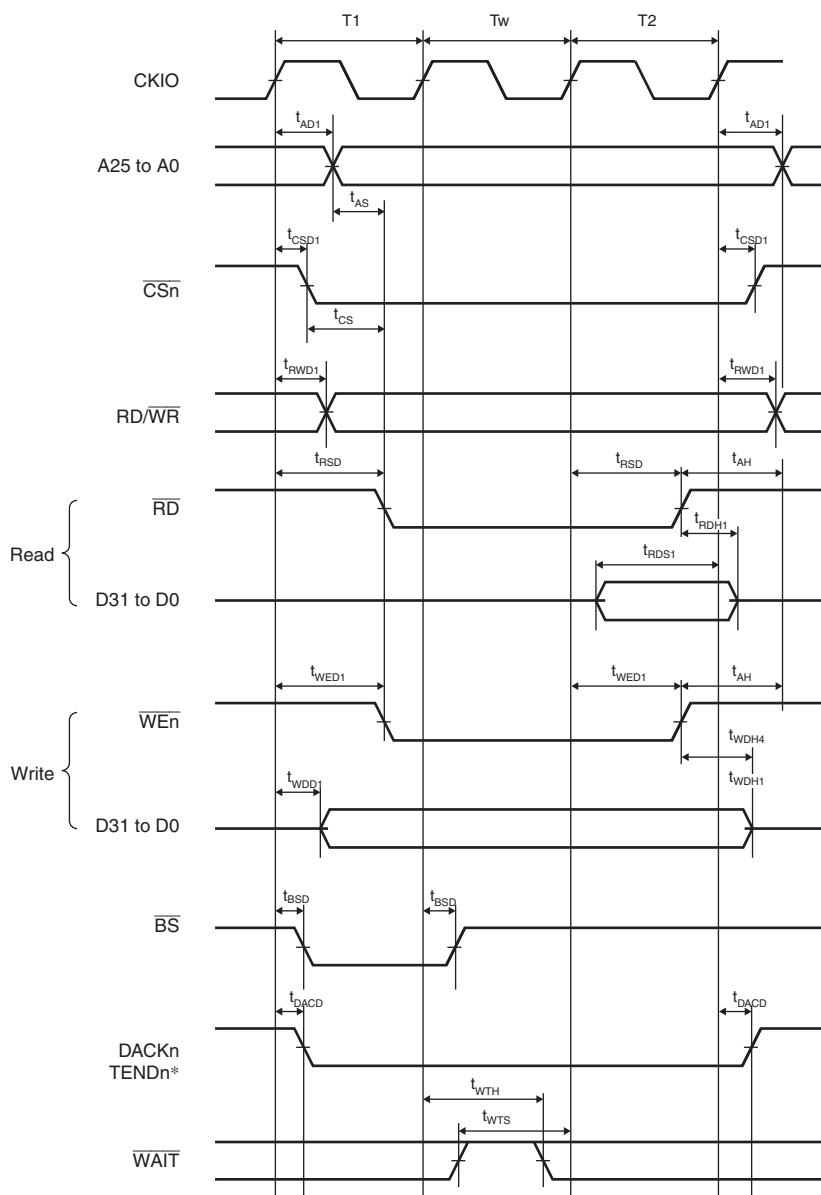 T1 Tw T2
CKIO
tAD1 tAD1
A25 to A0
tAS
tCSD1 tCSD1
CSn
tCS
tRWD1 tRWD1
RD/WR
tRSD tRSD tAH
RD
tRDH1
Read
tRDS1
D31 to D0
tWED1 tWED1 tAH
WEn
tWDH4
Write
tWDD1 tWDH1
D31 to D0
tBSD tBSD
BS
tDACD tDACD
DACKn
TENDn*
tWTH
tWTS
WAIT